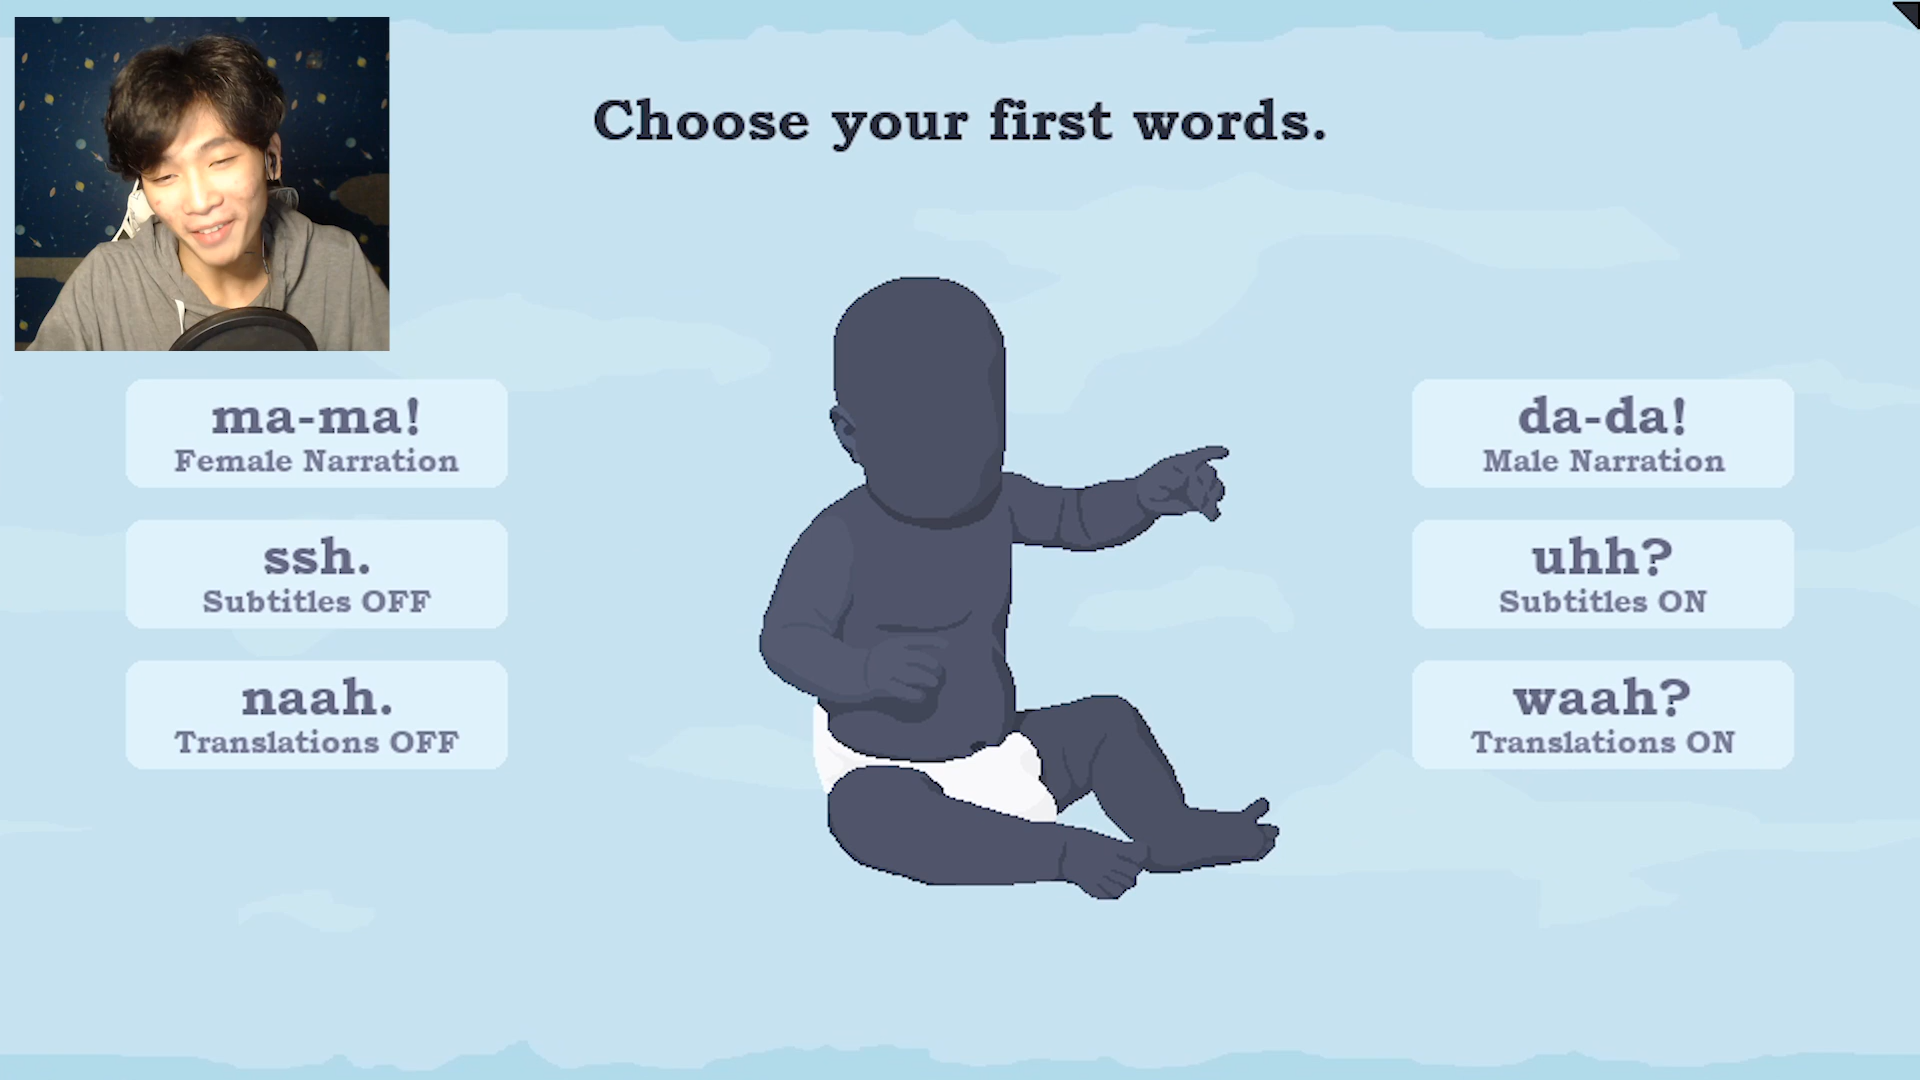 Choose your first words.
ma-ma!
Female Narration
ssh.
Subtitles OFF
naah.
Translations OFF
da-da!
Male Narration
uhh?
Subtitles ON
waah?
Translations ON